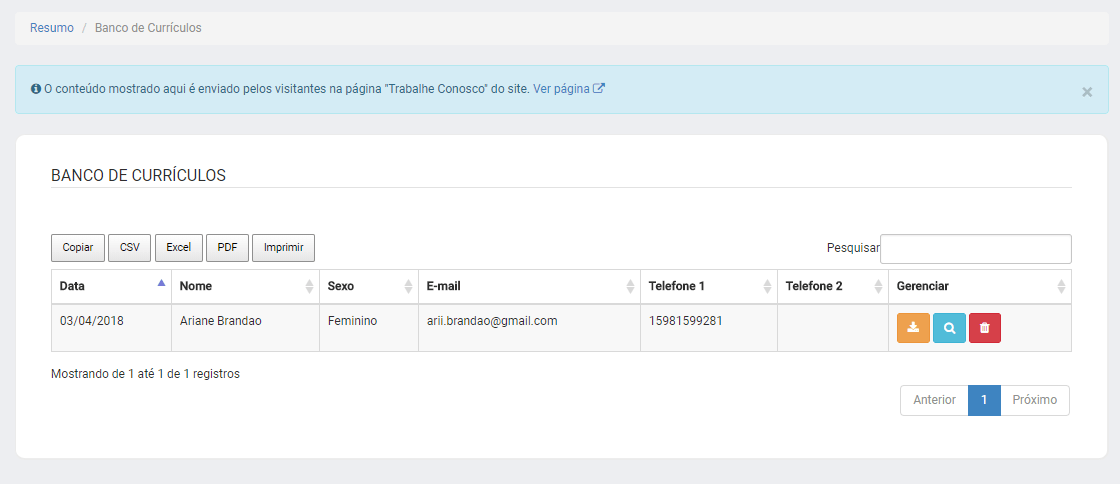 Resumo / Banco de Currículos
O conteúdo mostrado aqui é enviado pelos visitantes na página "Trabalhe Conosco" do site. Ver página
×
BANCO DE CURRÍCULOS
Copiar CSV Excel PDF Imprimir Pesquisar
Data Nome Sexo E-mail Telefone 1 Telefone 2 Gerenciar
03/04/2018 Ariane Brandao Feminino arii.brandao@gmail.com 15981599281
Mostrando de 1 até 1 de 1 registros
Anterior 1 Próximo